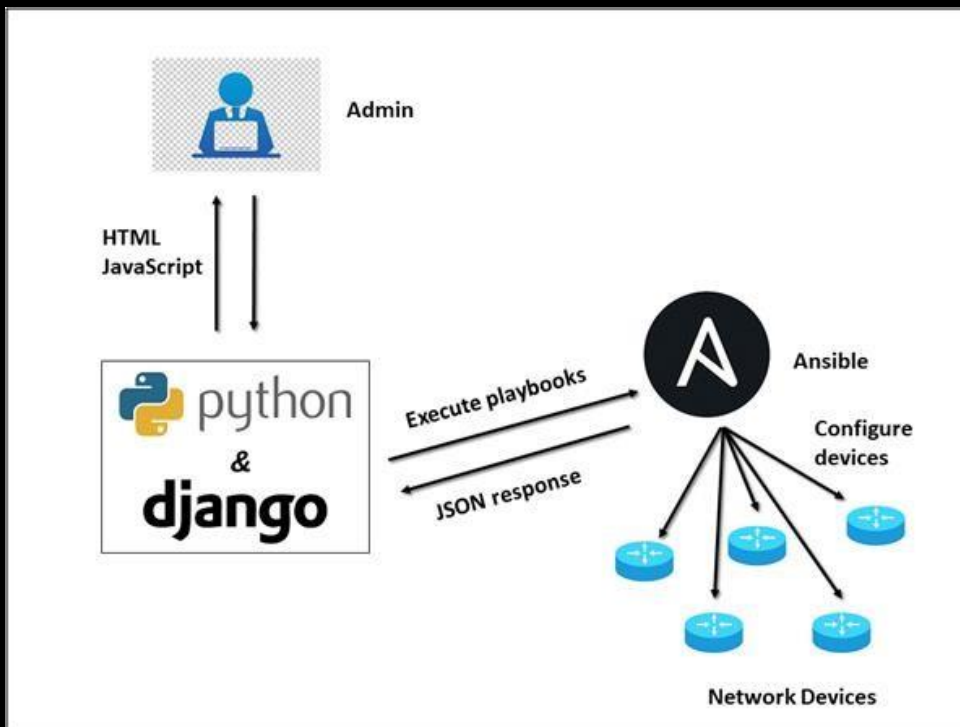 Admin
HTML
JavaScript
python
&
django
Execute playbooks
JSON response
Ansible
Configure
devices
Network Devices